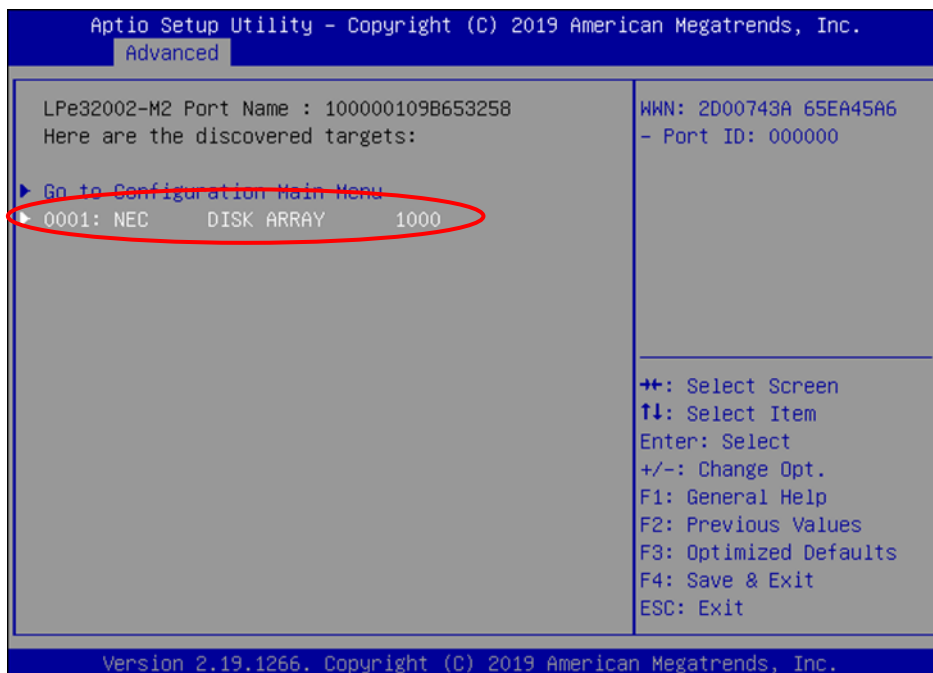 Aptio Setup Utility – Copyright (C) 2019 American Megatrends, Inc.
Advanced
LPe32002-M2 Port Name : 100000109B653258
Here are the discovered targets:
Go to Configuration Main Menu
0001: NEC DISK ARRAY 1000
WWN: 2D00743A 65EA45A6
– Port ID: 000000
→←: Select Screen
↑↓: Select Item
Enter: Select
+/-: Change Opt.
F1: General Help
F2: Previous Values
F3: Optimized Defaults
F4: Save & Exit
ESC: Exit
Version 2.19.1266. Copyright (C) 2019 American Megatrends, Inc.